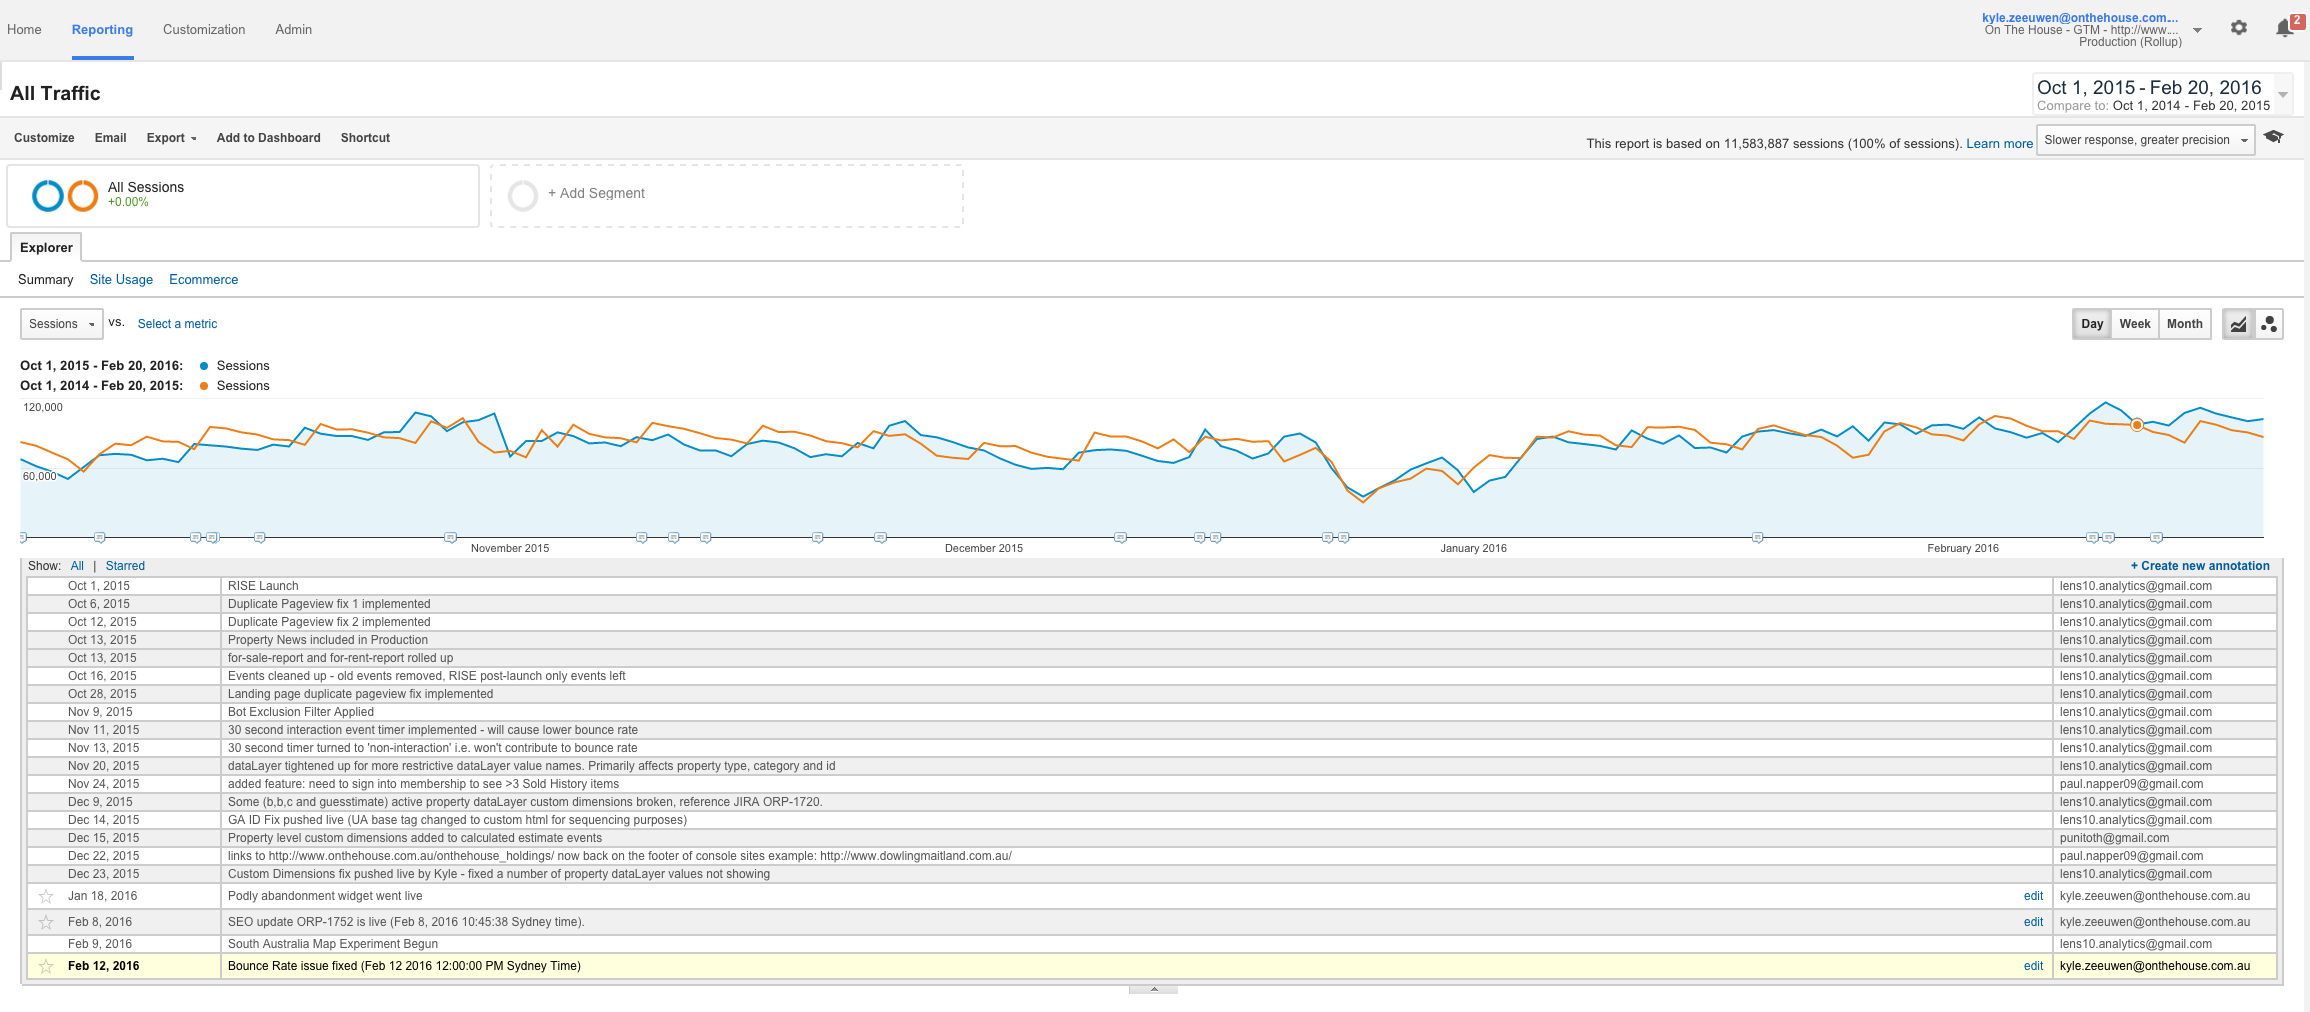 Home Reporting Customization Admin
kyle.zeeuwen@onthehouse.com....
On The House - GTM - http://www....
Production (Rollup)
2
All Traffic
Oct 1, 2015 - Feb 20, 2016
Compare to: Oct 1, 2014 - Feb 20, 2015
Customize Email Export Add to Dashboard Shortcut
This report is based on 11,583,887 sessions (100% of sessions). Learn more
Slower response, greater precision
All Sessions
+0.00%
+ Add Segment
Explorer
Summary Site Usage Ecommerce
Sessions vs. Select a metric
Day Week Month
Oct 1, 2015 - Feb 20, 2016: Sessions
Oct 1, 2014 - Feb 20, 2015: Sessions
120,000
60,000
November 2015 December 2015 January 2016 February 2016
Show: All | Starred
+ Create new annotation
Oct 1, 2015 RISE Launch lens10.analytics@gmail.com
Oct 6, 2015 Duplicate Pageview fix 1 implemented lens10.analytics@gmail.com
Oct 12, 2015 Duplicate Pageview fix 2 implemented lens10.analytics@gmail.com
Oct 13, 2015 Property News included in Production lens10.analytics@gmail.com
Oct 13, 2015 for-sale-report and for-rent-report rolled up lens10.analytics@gmail.com
Oct 16, 2015 Events cleaned up - old events removed, RISE post-launch only events left lens10.analytics@gmail.com
Oct 28, 2015 Landing page duplicate pageview fix implemented lens10.analytics@gmail.com
Nov 9, 2015 Bot Exclusion Filter Applied lens10.analytics@gmail.com
Nov 11, 2015 30 second interaction event timer implemented - will cause lower bounce rate lens10.analytics@gmail.com
Nov 13, 2015 30 second timer turned to 'non-interaction' i.e. won't contribute to bounce rate lens10.analytics@gmail.com
Nov 20, 2015 dataLayer tightened up for more restrictive dataLayer value names. Primarily affects property type, category and id lens10.analytics@gmail.com
Nov 24, 2015 added feature: need to sign into membership to see >3 Sold History items paul.napper09@gmail.com
Dec 9, 2015 Some (b,b,c and guesstimate) active property dataLayer custom dimensions broken, reference JIRA ORP-1720. lens10.analytics@gmail.com
Dec 14, 2015 GA ID Fix pushed live (UA base tag changed to custom html for sequencing purposes) lens10.analytics@gmail.com
Dec 15, 2015 Property level custom dimensions added to calculated estimate events punitoth@gmail.com
Dec 22, 2015 links to http://www.onthehouse.com.au/onthehouse_holdings/ now back on the footer of console sites example: http://www.dowlingmaitland.com.au/ paul.napper09@gmail.com
Dec 23, 2015 Custom Dimensions fix pushed live by Kyle - fixed a number of property dataLayer values not showing lens10.analytics@gmail.com
Jan 18, 2016 Podly abandonment widget went live edit kyle.zeeuwen@onthehouse.com.au
Feb 8, 2016 SEO update ORP-1752 is live (Feb 8, 2016 10:45:38 Sydney time). edit kyle.zeeuwen@onthehouse.com.au
Feb 9, 2016 South Australia Map Experiment Begun lens10.analytics@gmail.com
Feb 12, 2016 Bounce Rate issue fixed (Feb 12 2016 12:00:00 PM Sydney Time) edit kyle.zeeuwen@onthehouse.com.au